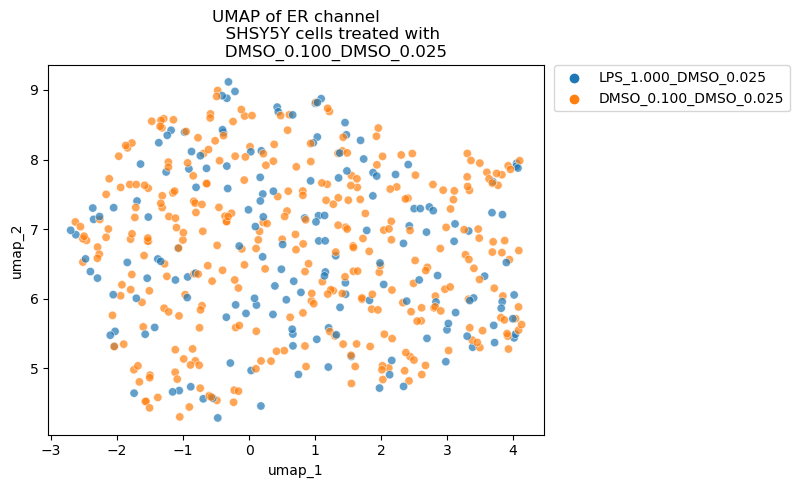 UMAP of ER channel
SHSY5Y cells treated with
DMSO_0.100_DMSO_0.025
LPS_1.000_DMSO_0.025
DMSO_0.100_DMSO_0.025
9
8
7
6
5
umap_2
−3 −2 −1 0 1 2 3 4
umap_1